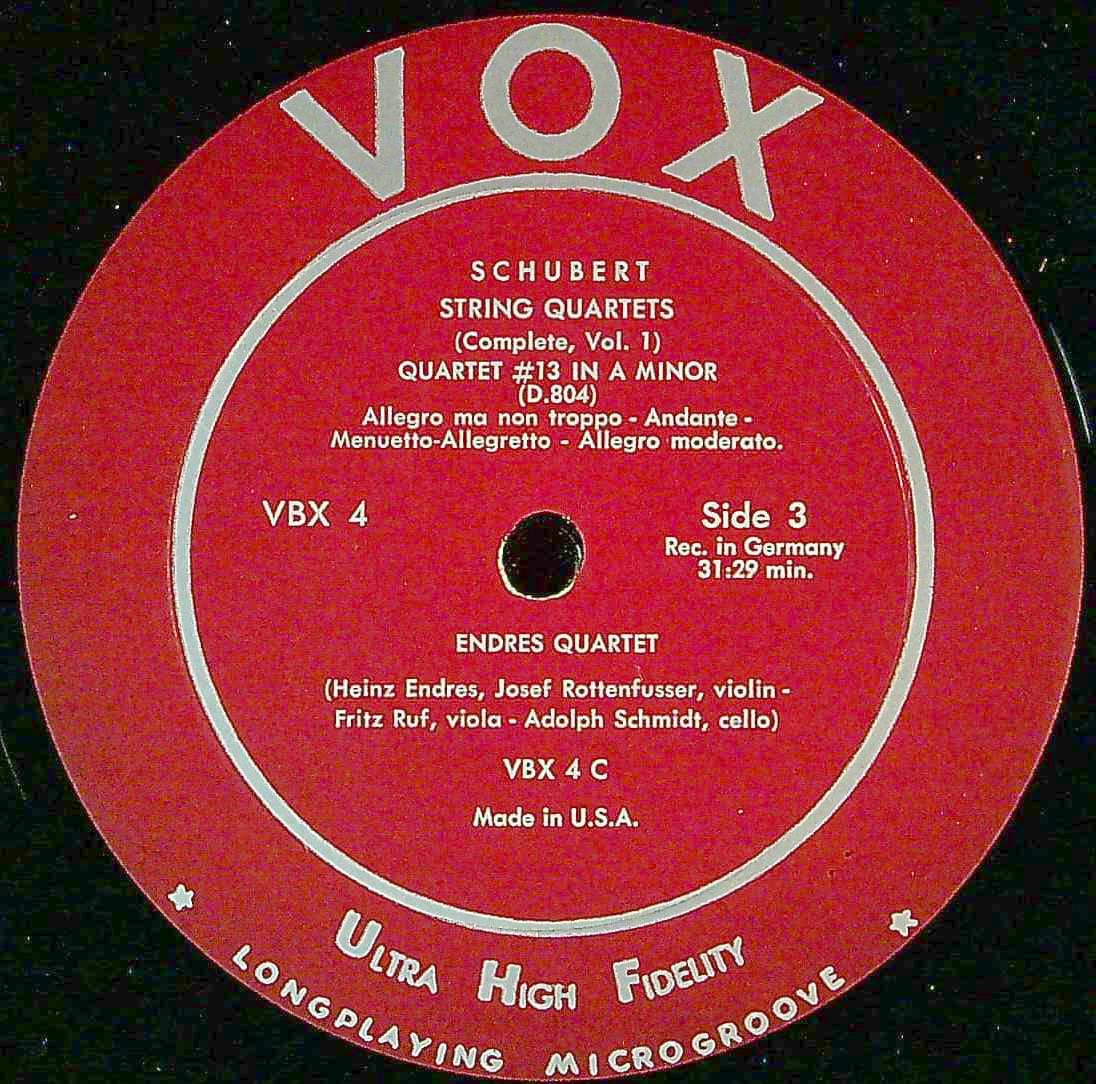 VOX
SCHUBERT
STRING QUARTETS
(Complete, Vol. 1)
QUARTET #13 IN A MINOR
(D.804)
Allegro ma non troppo - Andante -
Menuetto-Allegretto - Allegro moderato.
VBX 4
Side 3
Rec. in Germany
31:29 min.
ENDRES QUARTET
(Heinz Endres, Josef Rottenfusser, violin -
Fritz Ruf, viola - Adolph Schmidt, cello)
VBX 4 C
Made in U.S.A.
ULTRA HIGH FIDELITY
LONGPLAYING MICROGROOVE